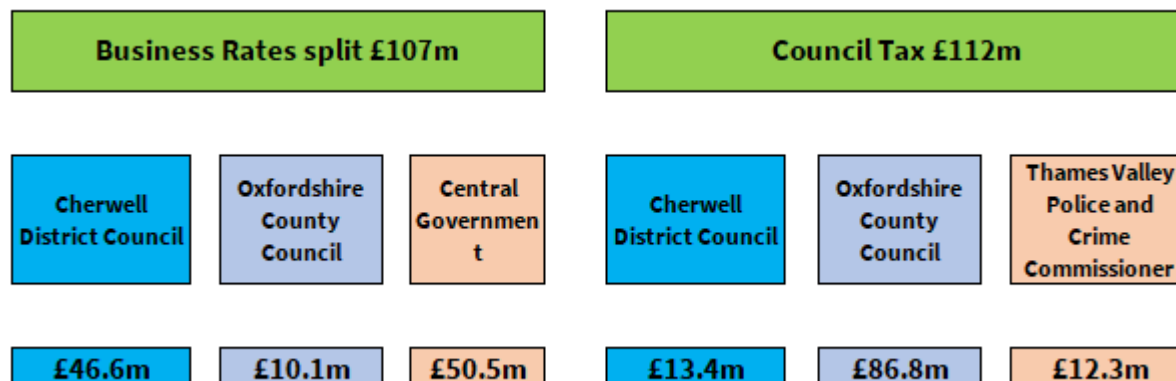 Business Rates split £107m
Council Tax £112m
Cherwell
District Council
Oxfordshire
County
Council
Central
Governmen
t
Cherwell
District Council
Oxfordshire
County
Council
Thames Valley
Police and
Crime
Commissioner
£46.6m
£10.1m
£50.5m
£13.4m
£86.8m
£12.3m